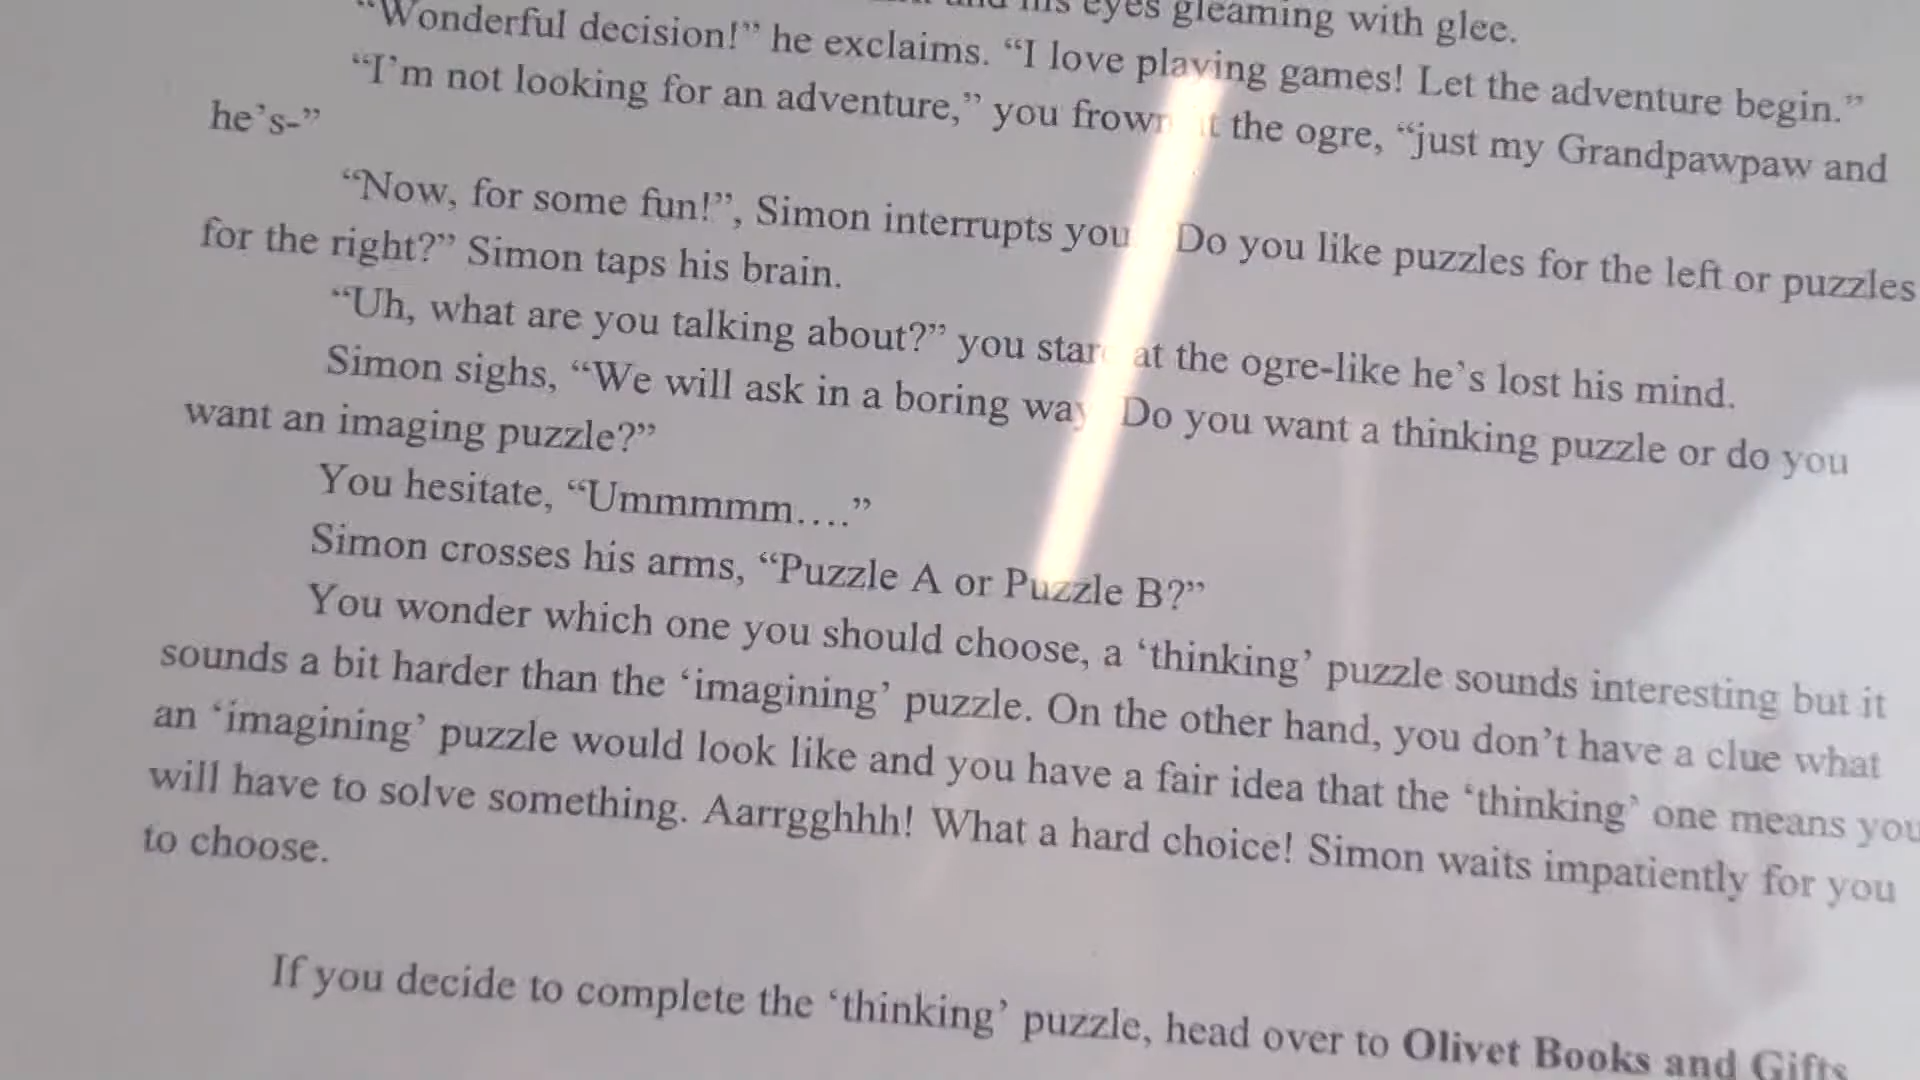 his eyes gleaming with glee.
“Wonderful decision!” he exclaims. “I love playing games! Let the adventure begin.”
“I’m not looking for an adventure,” you frown at the ogre, “just my Grandpawpaw and
he’s-”
“Now, for some fun!”, Simon interrupts you Do you like puzzles for the left or puzzles
for the right?” Simon taps his brain.
“Uh, what are you talking about?” you stare at the ogre-like he’s lost his mind.
Simon sighs, “We will ask in a boring way Do you want a thinking puzzle or do you
want an imaging puzzle?”
You hesitate, “Ummmmm….”
Simon crosses his arms, “Puzzle A or Puzzle B?”
You wonder which one you should choose, a ‘thinking’ puzzle sounds interesting but it
sounds a bit harder than the ‘imagining’ puzzle. On the other hand, you don’t have a clue what
an ‘imagining’ puzzle would look like and you have a fair idea that the ‘thinking’ one means you
will have to solve something. Aarrgghhh! What a hard choice! Simon waits impatiently for you
to choose.
If you decide to complete the ‘thinking’ puzzle, head over to Olivet Books and Gifts